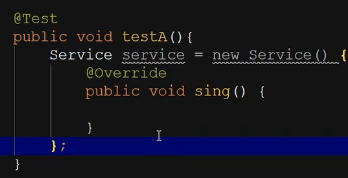 @Test
public void testA(){
Service service = new Service() {
@Override
public void sing() {
}
};
}